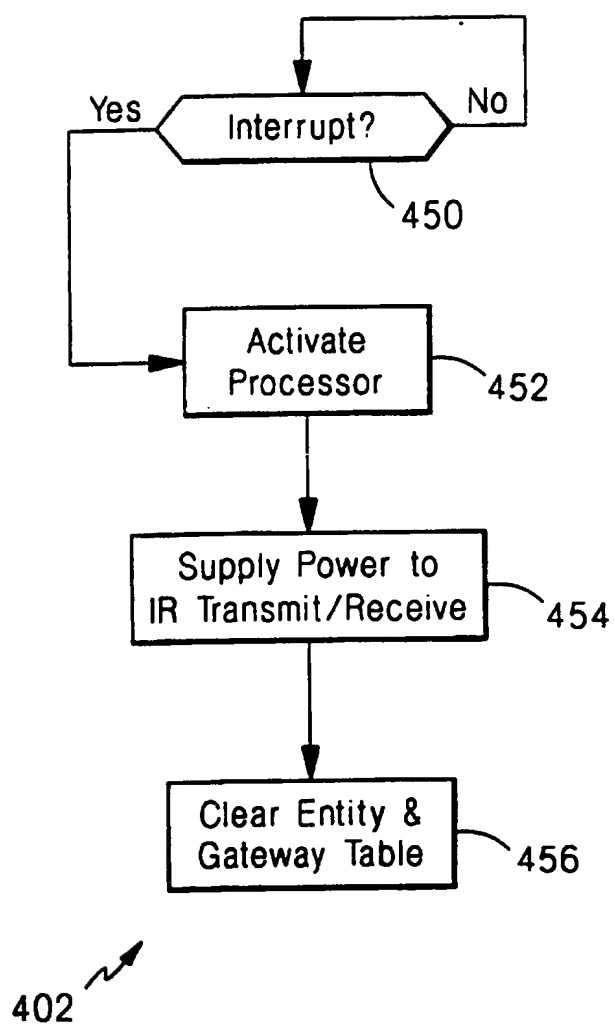 Yes
Interrupt?
No
450
Activate
Processor
452
Supply Power to
IR Transmit/Receive
454
Clear Entity &
Gateway Table
456
402